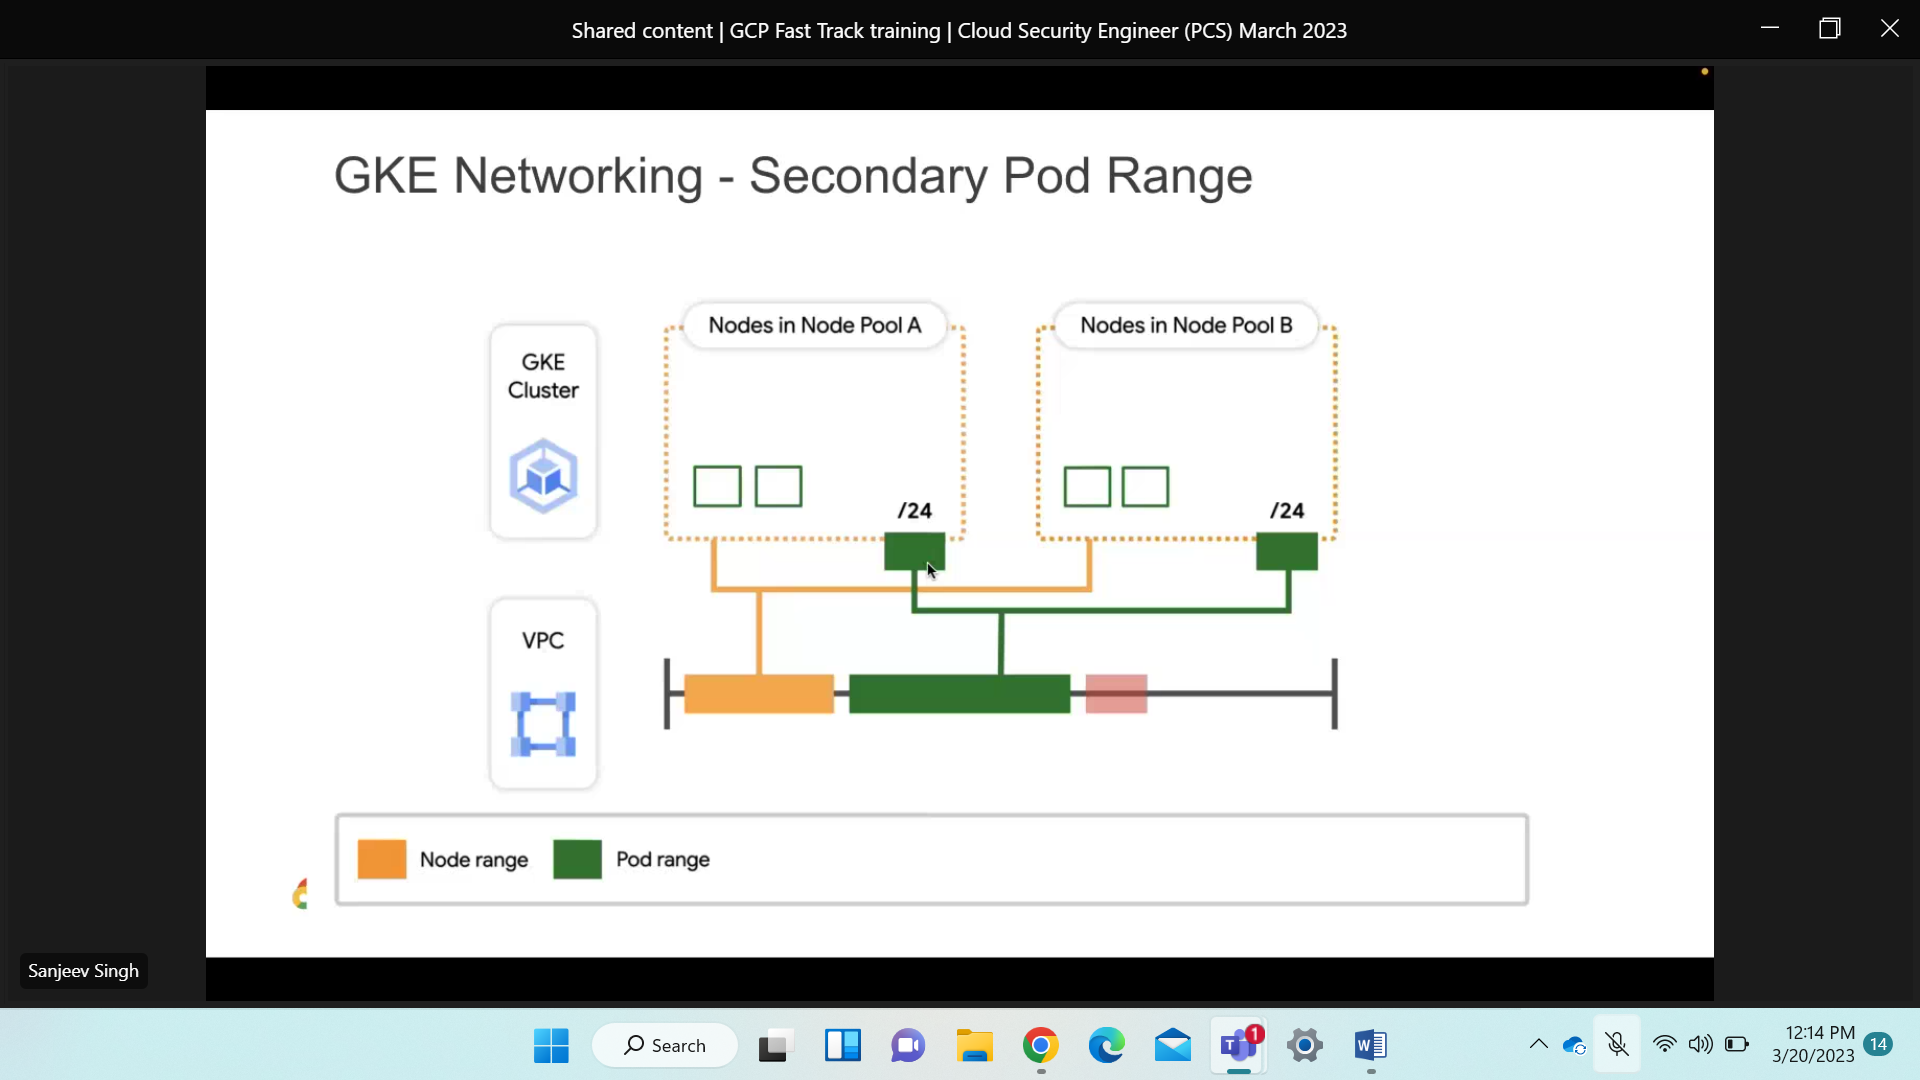 Shared content | GCP Fast Track training | Cloud Security Engineer (PCS) March 2023
GKE Networking - Secondary Pod Range
Nodes in Node Pool A
Nodes in Node Pool B
GKE
Cluster
/24
/24
VPC
Node range
Pod range
Sanjeev Singh
Search
1
12:14 PM
3/20/2023
14